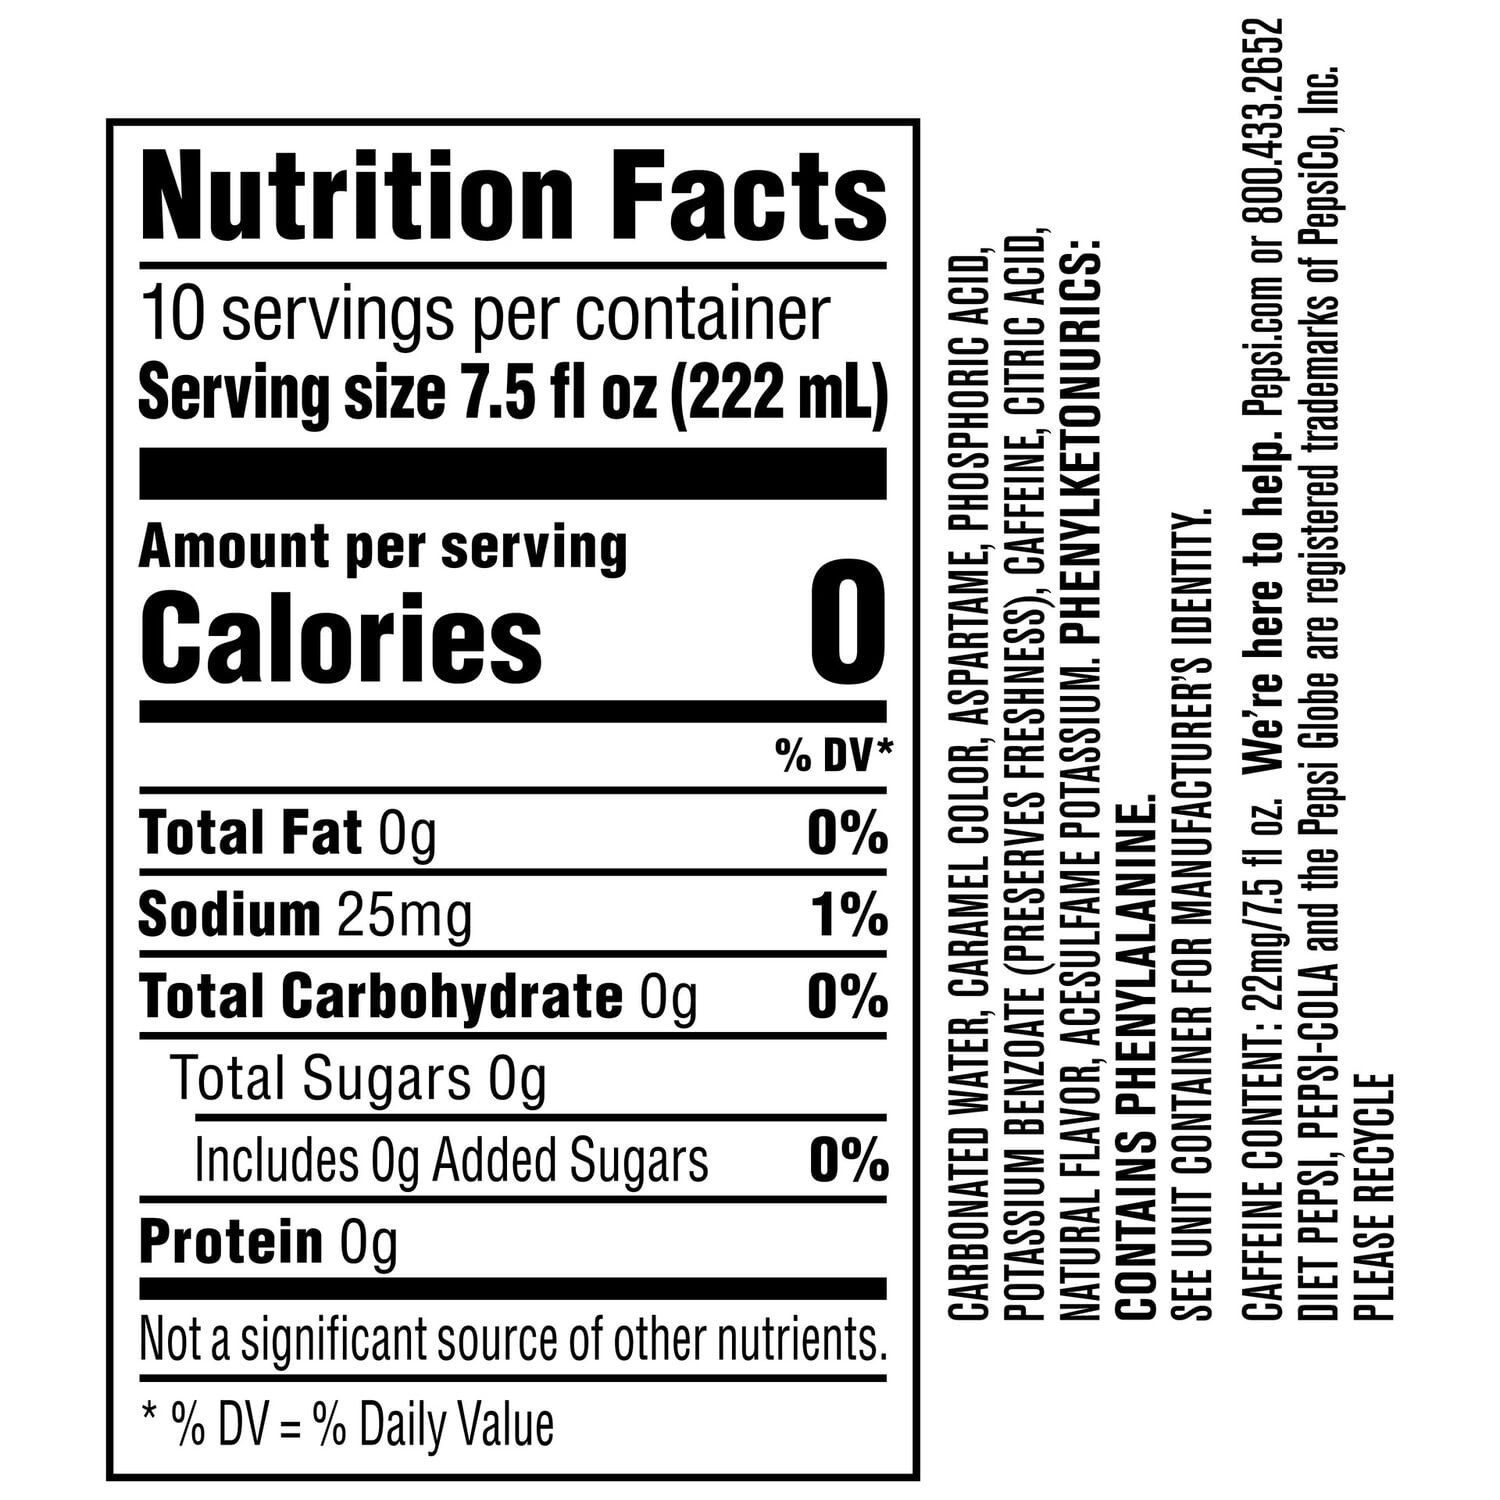 Nutrition Facts
10 servings per container
Serving size 7.5 fl oz (222 mL)
Amount per serving
Calories 0
% DV*
Total Fat 0g 0%
Sodium 25mg 1%
Total Carbohydrate 0g 0%
Total Sugars 0g
Includes 0g Added Sugars 0%
Protein 0g
Not a significant source of other nutrients.
* % DV = % Daily Value
CARBONATED WATER, CARAMEL COLOR, ASPARTAME, PHOSPHORIC ACID,
POTASSIUM BENZOATE (PRESERVES FRESHNESS), CAFFEINE, CITRIC ACID,
NATURAL FLAVOR, ACESULFAME POTASSIUM. PHENYLKETONURICS:
CONTAINS PHENYLALANINE.
SEE UNIT CONTAINER FOR MANUFACTURER'S IDENTITY.
CAFFEINE CONTENT: 22mg/7.5 fl oz. We're here to help. Pepsi.com or 800.433.2652
DIET PEPSI, PEPSI-COLA and the Pepsi Globe are registered trademarks of PepsiCo, Inc.
PLEASE RECYCLE